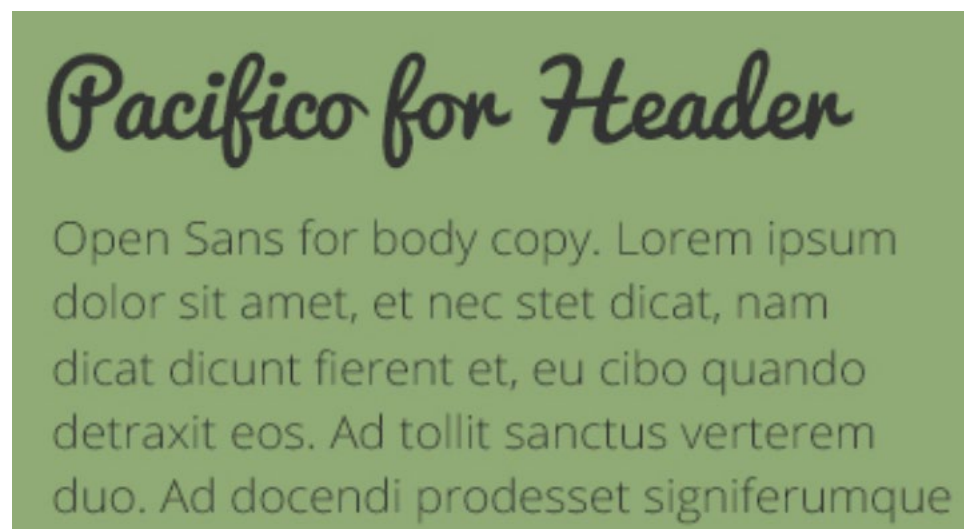 Pacifico for Header
Open Sans for body copy. Lorem ipsum
dolor sit amet, et nec stet dicat, nam
dicat dicunt fierent et, eu cibo quando
detraxit eos. Ad tollit sanctus verterem
duo. Ad docendi prodesset signiferumque